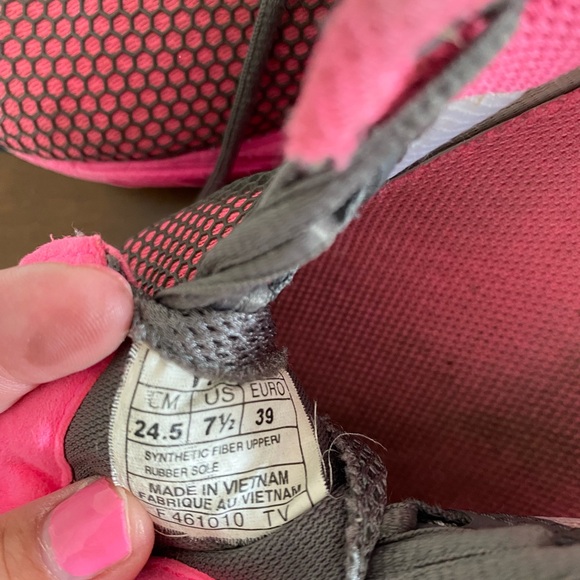 CM US EURO
24.5 7½ 39
SYNTHETIC FIBER UPPER/
RUBBER SOLE
MADE IN VIETNAM
FABRIQUE AU VIETNAM
F 461010 TV